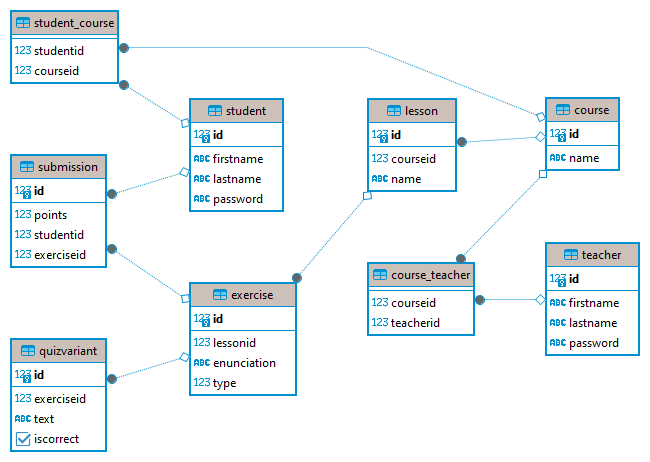 student_course
123 studentid
123 courseid
student
123 id
ABC firstname
ABC lastname
ABC password
lesson
123 id
123 courseid
ABC name
course
123 id
ABC name
submission
123 id
123 points
123 studentid
123 exerciseid
course_teacher
123 courseid
123 teacherid
teacher
123 id
ABC firstname
ABC lastname
ABC password
exercise
123 id
123 lessonid
ABC enunciation
123 type
quizvariant
123 id
123 exerciseid
ABC text
iscorrect